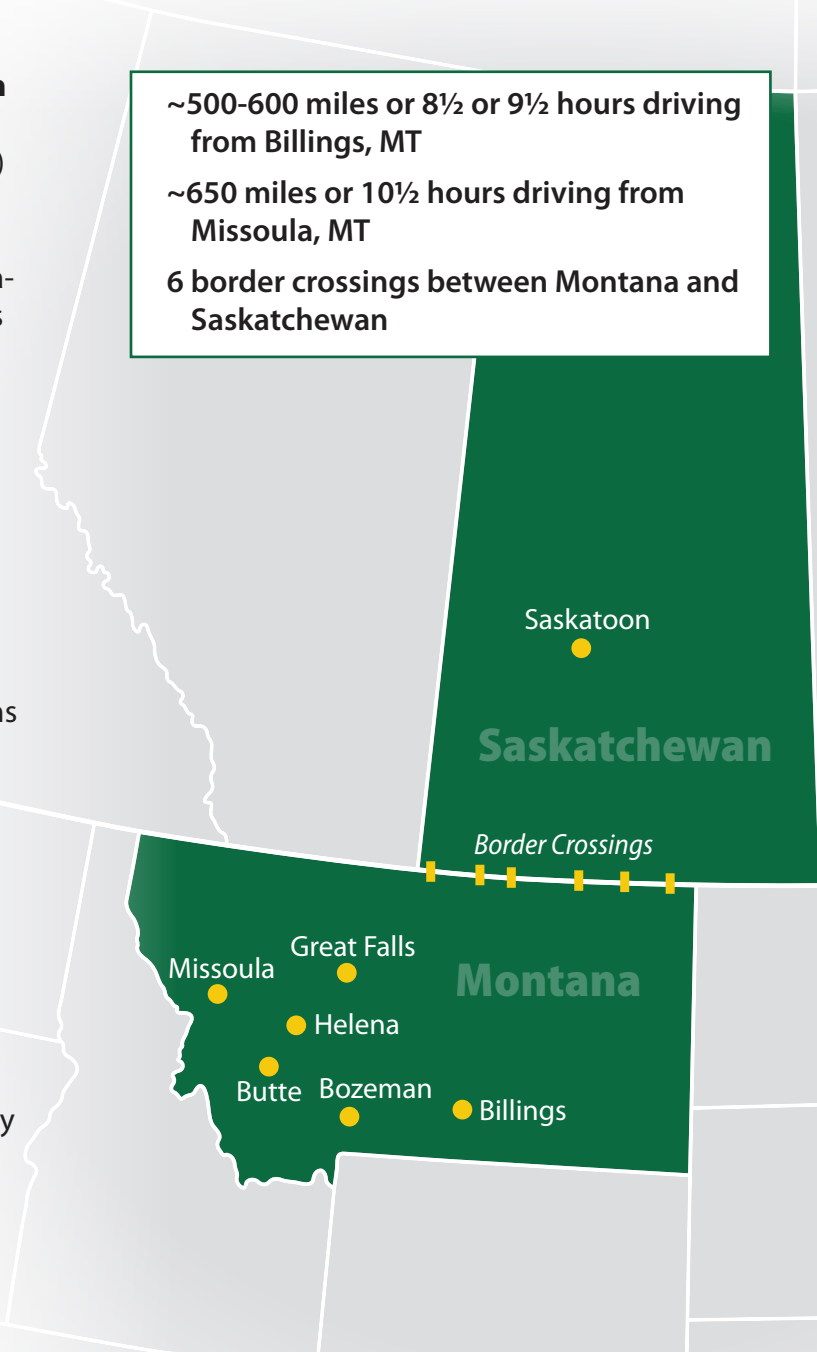 ~500-600 miles or 8½ or 9½ hours driving
from Billings, MT
~650 miles or 10½ hours driving from
Missoula, MT
6 border crossings between Montana and
Saskatchewan
Saskatoon
Saskatchewan
Border Crossings
Great Falls
Missoula
Montana
Helena
Butte
Bozeman
Billings